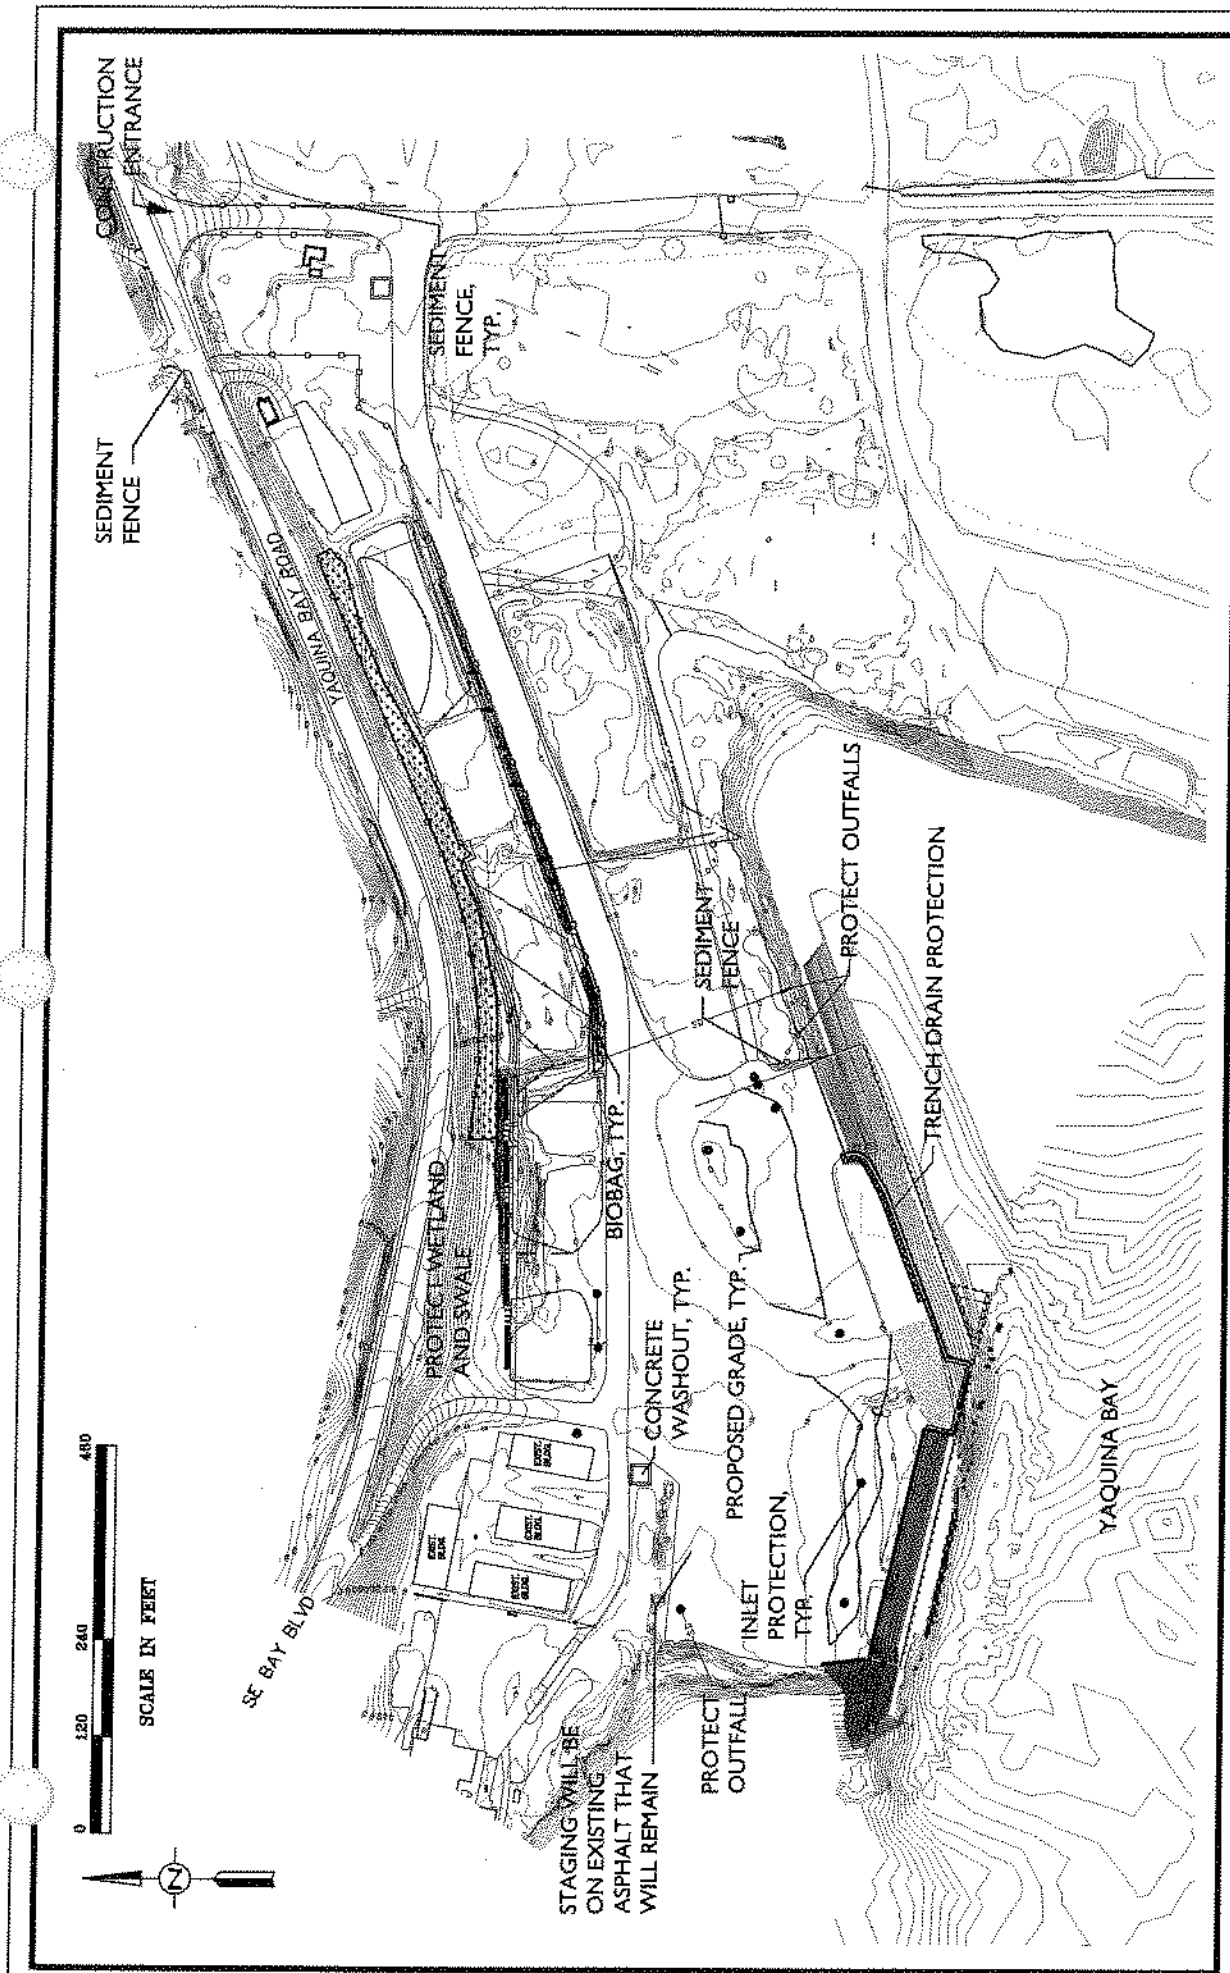 0
120
240
480
SCALE IN FEET
SE BAY BLVD
YAQUINA BAY ROAD
SEDIMENT
FENCE
CONSTRUCTION
ENTRANCE
PROTECT WETLAND
AND SWALE
EXIST.
BLDG.
EXIST.
BLDG.
EXIST.
BLDG.
EXIST.
BLDG.
SEDIMENT
FENCE,
TYP.
STAGING WILL BE
ON EXISTING
ASPHALT THAT
WILL REMAIN
BIOBAG, TYP.
CONCRETE
WASHOUT, TYP.
SEDIMENT
FENCE
PROTECT
OUTFALL
PROPOSED GRADE, TYP.
INLET
PROTECTION,
TYP.
PROTECT OUTFALLS
TRENCH DRAIN PROTECTION
YAQUINA BAY
N